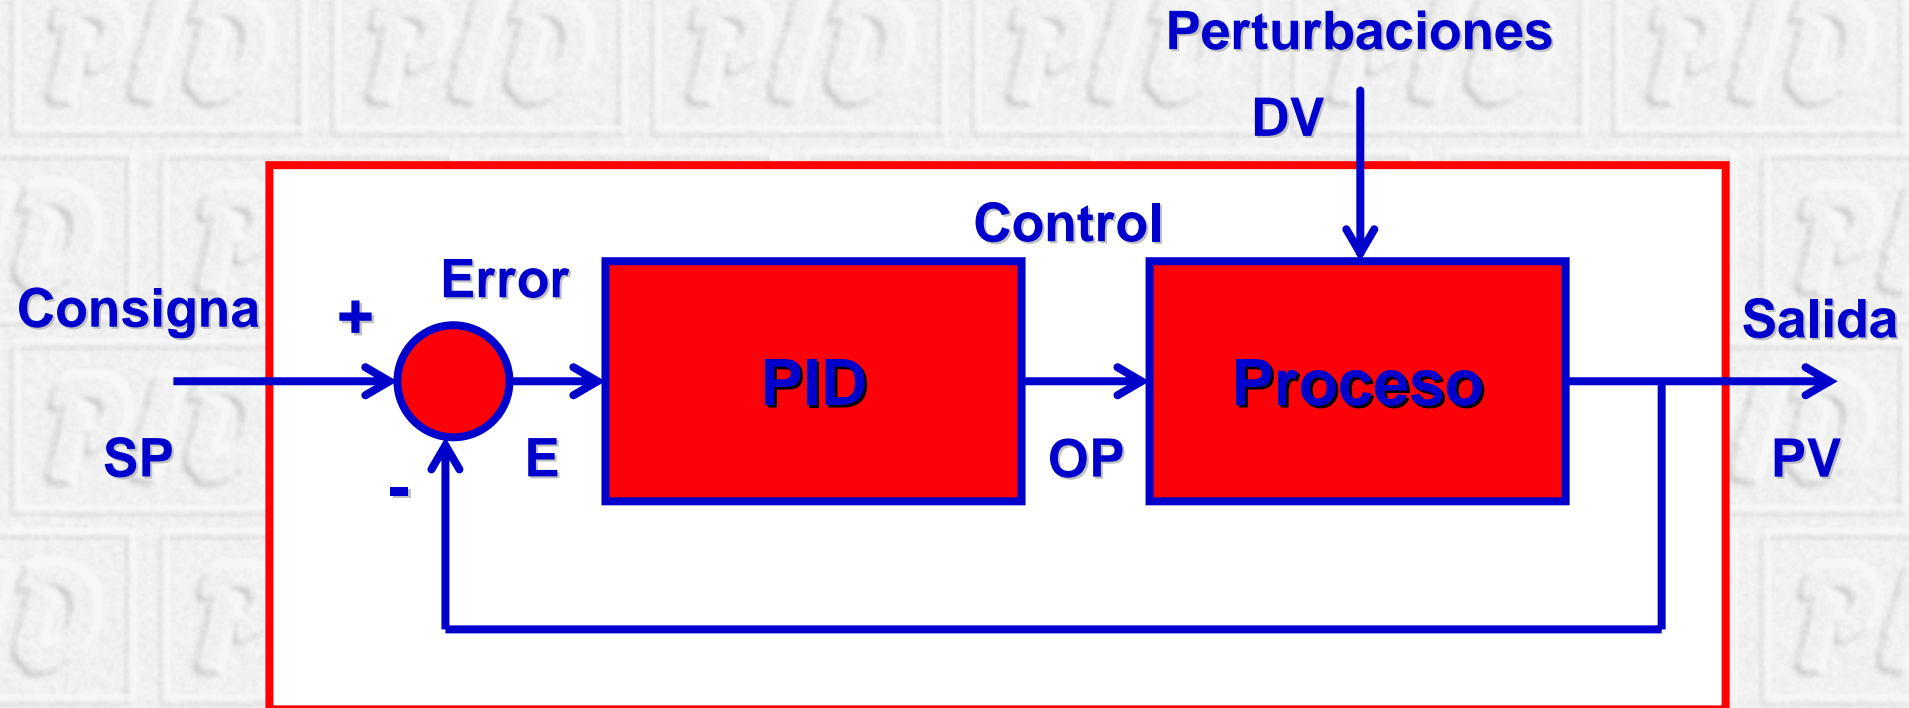 Perturbaciones
DV
Control
Error
Consigna
+
Salida
PID
Proceso
SP
-
E
OP
PV